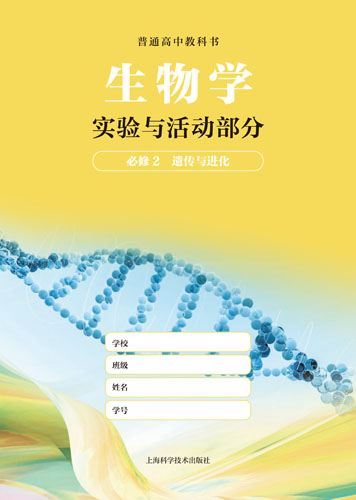 普通高中教科书
生物学
实验与活动部分
必修2 遗传与进化
学校
班级
姓名
学号
上海科学技术出版社